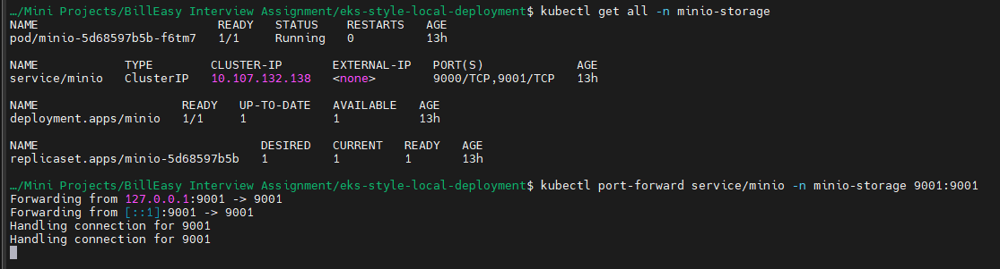 …/Mini Projects/BillEasy Interview Assignment/eks-style-local-deployment$ kubectl get all -n minio-storage
NAME                         READY   STATUS    RESTARTS   AGE
pod/minio-5d68597b5b-f6tm7   1/1     Running   0          13h
NAME            TYPE        CLUSTER-IP       EXTERNAL-IP   PORT(S)             AGE
service/minio   ClusterIP   10.107.132.138   <none>        9000/TCP,9001/TCP   13h
NAME                    READY   UP-TO-DATE   AVAILABLE   AGE
deployment.apps/minio   1/1     1            1           13h
NAME                               DESIRED   CURRENT   READY   AGE
replicaset.apps/minio-5d68597b5b   1         1         1       13h
…/Mini Projects/BillEasy Interview Assignment/eks-style-local-deployment$ kubectl port-forward service/minio -n minio-storage 9001:9001
Forwarding from 127.0.0.1:9001 -> 9001
Forwarding from [::1]:9001 -> 9001
Handling connection for 9001
Handling connection for 9001